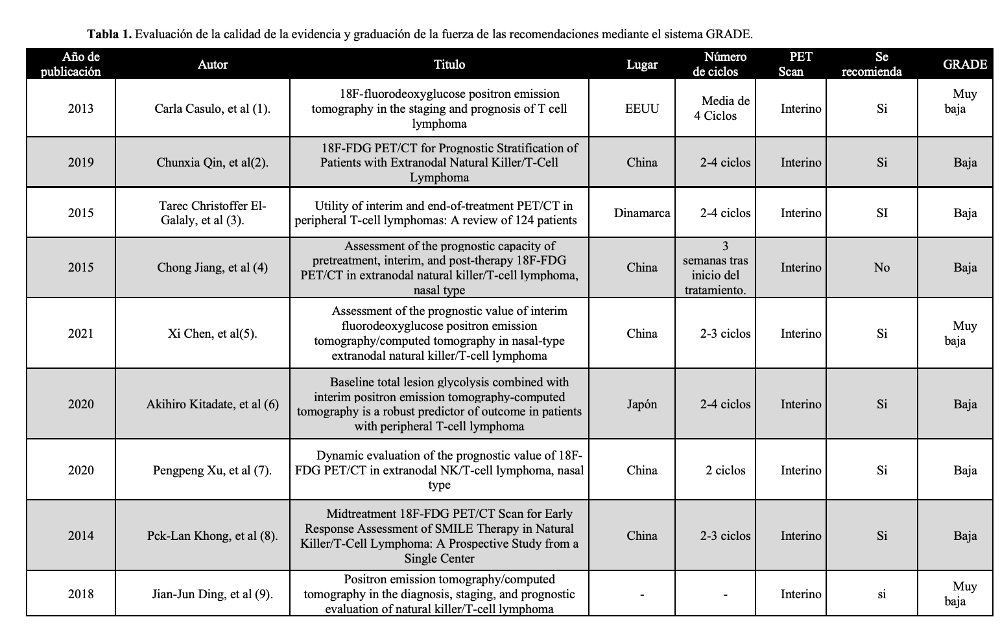 Tabla 1. Evaluación de la calidad de la evidencia y graduación de la fuerza de las recomendaciones mediante el sistema GRADE.
Año de
publicación
Autor
Titulo
Lugar
Número
de ciclos
PET
Scan
Se
recomienda
GRADE
2013
Carla Casulo, et al (1).
18F-fluorodeoxyglucose positron emission
tomography in the staging and prognosis of T cell
lymphoma
EEUU
Media de
4 Ciclos
Interino
Si
Muy
baja
2019
Chunxia Qin, et al(2).
18F-FDG PET/CT for Prognostic Stratification of
Patients with Extranodal Natural Killer/T-Cell
Lymphoma
China
2-4 ciclos
Interino
Si
Baja
2015
Tarec Christoffer El-
Galaly, et al (3).
Utility of interim and end-of-treatment PET/CT in
peripheral T-cell lymphomas: A review of 124 patients
Dinamarca
2-4 ciclos
Interino
SI
Baja
2015
Chong Jiang, et al (4)
Assessment of the prognostic capacity of
pretreatment, interim, and post-therapy 18F-FDG
PET/CT in extranodal natural killer/T-cell lymphoma,
nasal type
China
3
semanas tras
inicio del
tratamiento.
Interino
No
Baja
2021
Xi Chen, et al(5).
Assessment of the prognostic value of interim
fluorodeoxyglucose positron emission
tomography/computed tomography in nasal-type
extranodal natural killer/T-cell lymphoma
China
2-3 ciclos
Interino
Si
Muy
baja
2020
Akihiro Kitadate, et al (6)
Baseline total lesion glycolysis combined with
interim positron emission tomography-computed
tomography is a robust predictor of outcome in patients
with peripheral T-cell lymphoma
Japón
2-4 ciclos
Interino
Si
Baja
2020
Pengpeng Xu, et al (7).
Dynamic evaluation of the prognostic value of 18F-
FDG PET/CT in extranodal NK/T-cell lymphoma, nasal
type
China
2 ciclos
Interino
Si
Baja
2014
Pck-Lan Khong, et al (8).
Midtreatment 18F-FDG PET/CT Scan for Early
Response Assessment of SMILE Therapy in Natural
Killer/T-Cell Lymphoma: A Prospective Study from a
Single Center
China
2-3 ciclos
Interino
Si
Baja
2018
Jian-Jun Ding, et al (9).
Positron emission tomography/computed
tomography in the diagnosis, staging, and prognostic
evaluation of natural killer/T-cell lymphoma
-
-
Interino
si
Muy
baja